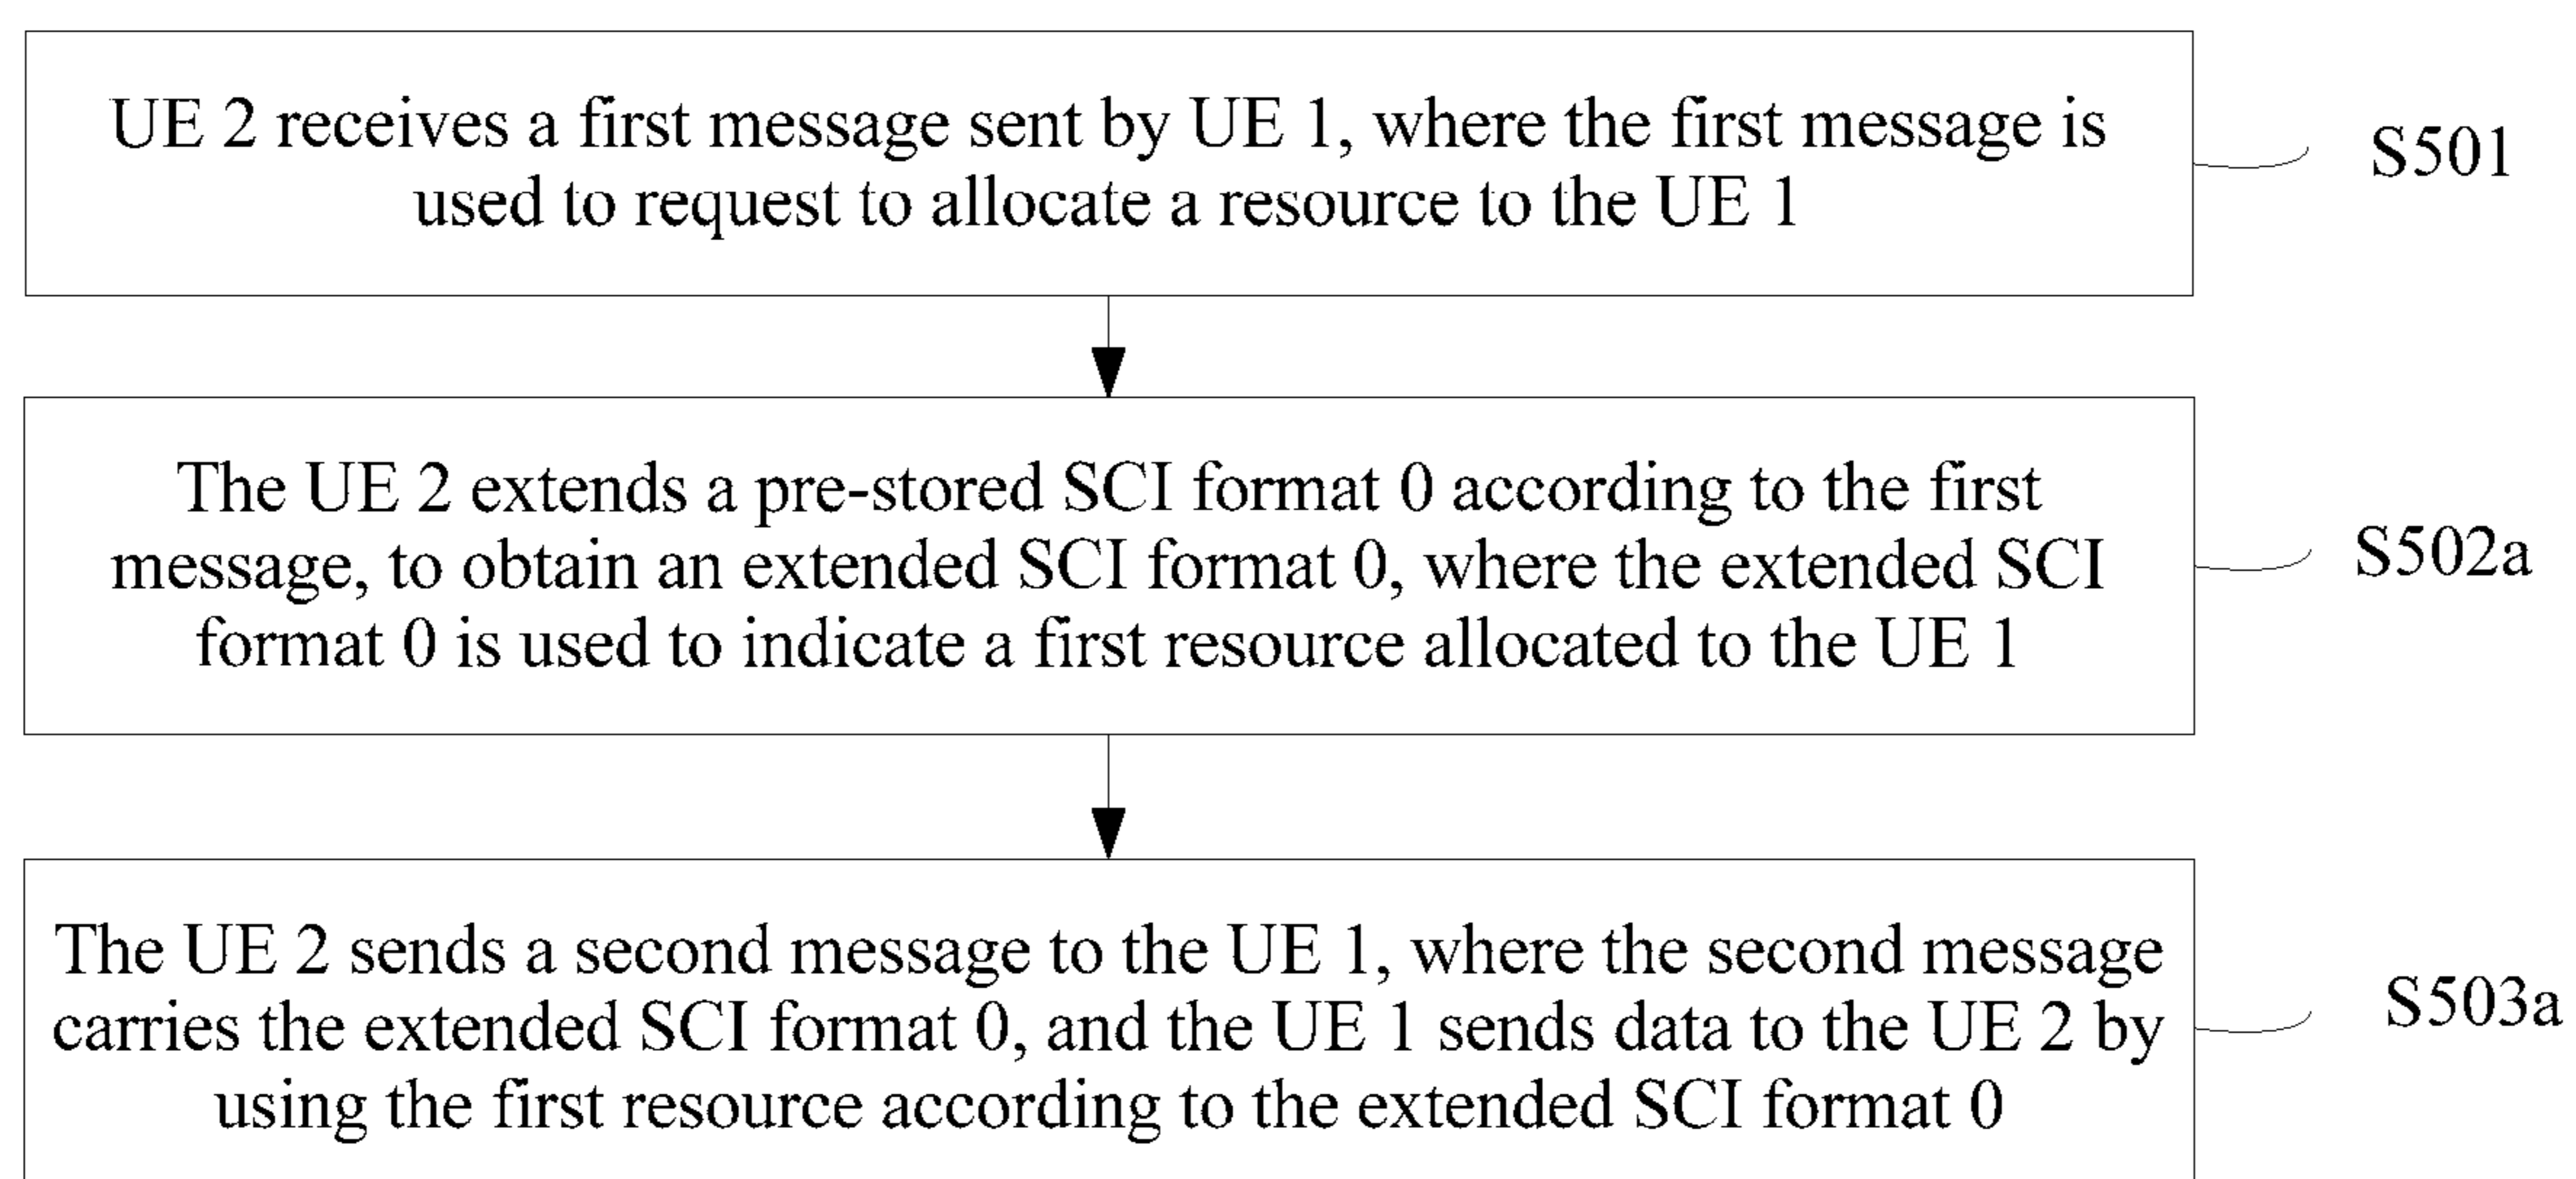 UE 2 receives a first message sent by UE 1, where the first message is
used to request to allocate a resource to the UE 1
S501
The UE 2 extends a pre-stored SCI format 0 according to the first
message, to obtain an extended SCI format 0, where the extended SCI
format 0 is used to indicate a first resource allocated to the UE 1
S502a
The UE 2 sends a second message to the UE 1, where the second message
carries the extended SCI format 0, and the UE 1 sends data to the UE 2 by
using the first resource according to the extended SCI format 0
S503a